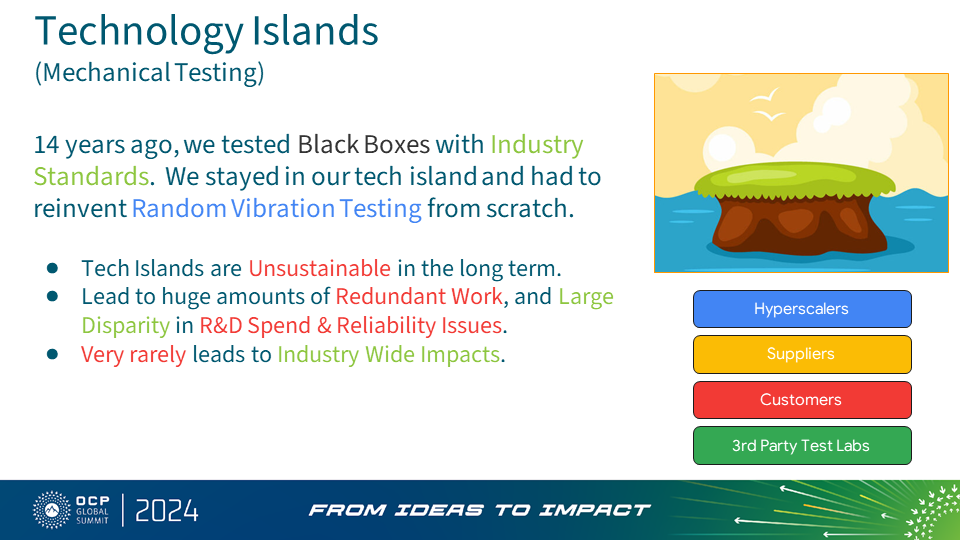 Technology Islands
(Mechanical Testing)
14 years ago, we tested Black Boxes with Industry
Standards. We stayed in our tech island and had to
reinvent Random Vibration Testing from scratch.
● Tech Islands are Unsustainable in the long term.
● Lead to huge amounts of Redundant Work, and Large
Disparity in R&D Spend & Reliability Issues.
● Very rarely leads to Industry Wide Impacts.
Hyperscalers
Suppliers
Customers
3rd Party Test Labs
OCP
GLOBAL
SUMMIT
2024
FROM IDEAS TO IMPACT